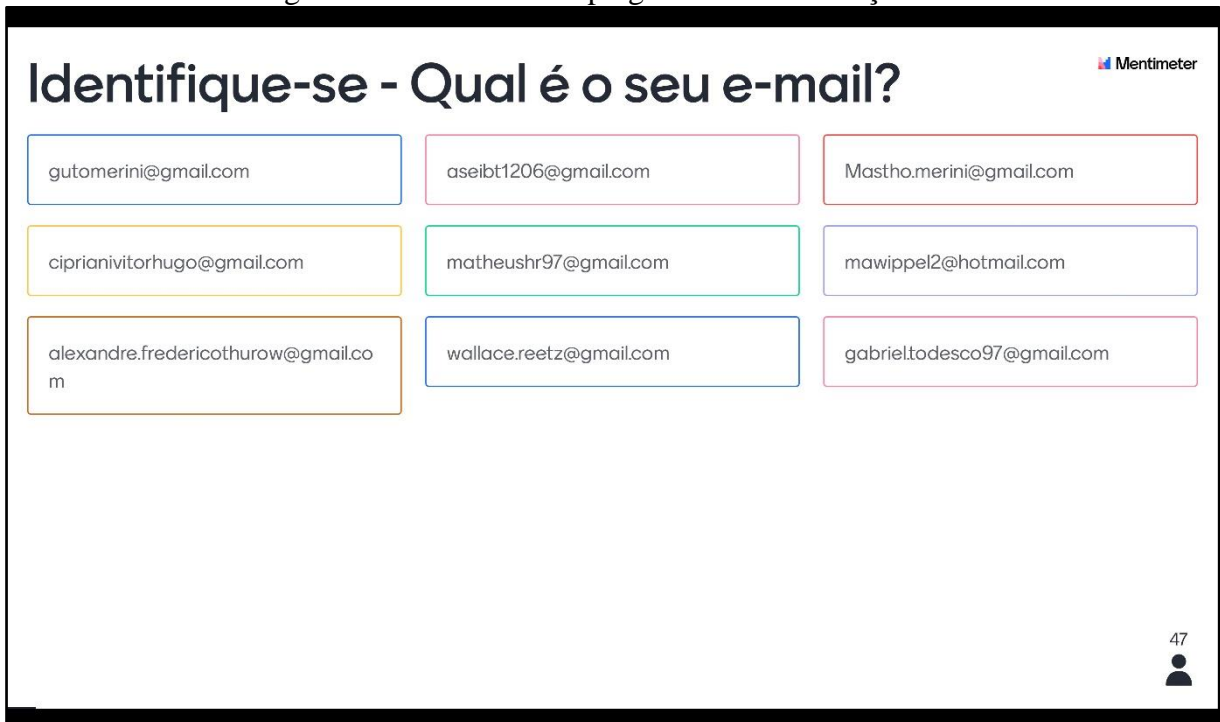 Identifique-se - Qual é o seu e-mail?
Mentimeter
gutomerini@gmail.com
aseibt1206@gmail.com
Mastho.merini@gmail.com
ciprianivitorhugo@gmail.com
matheushr97@gmail.com
mawippel2@hotmail.com
alexandre.fredericothurow@gmail.co
m
wallace.reetz@gmail.com
gabriel.todesco97@gmail.com
47